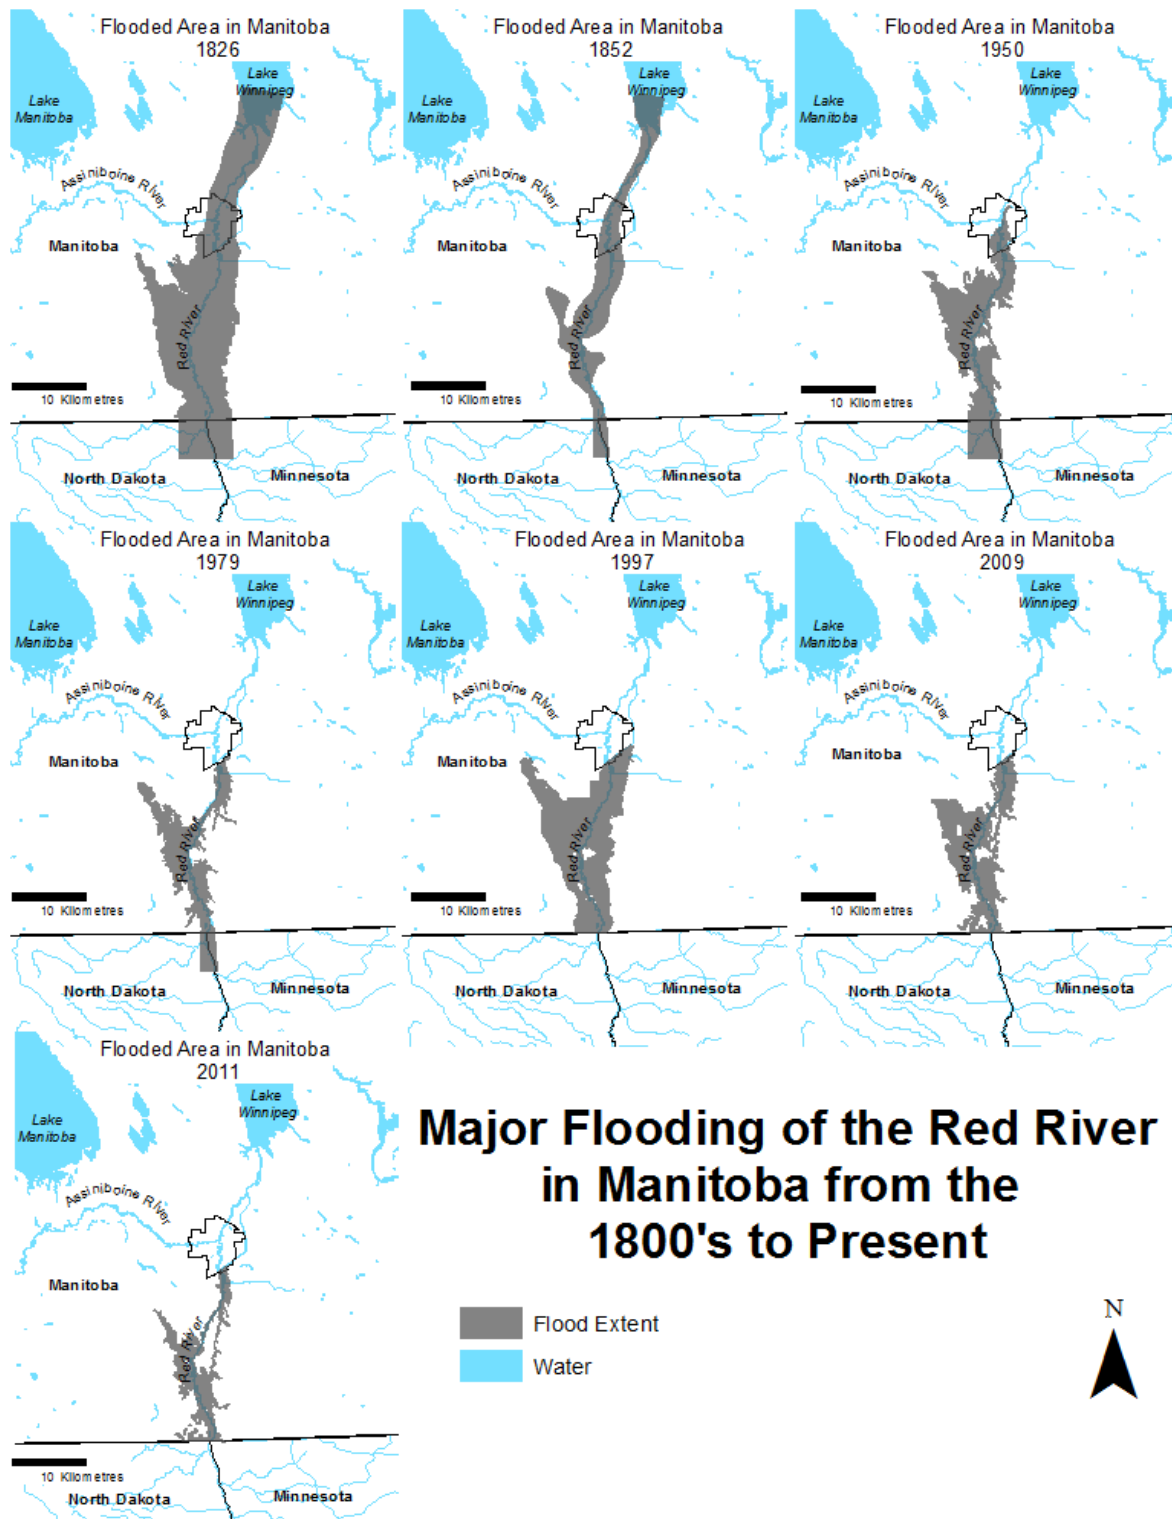 Flooded Area in Manitoba
1826
Lake
Winnipeg
Lake
Manitoba
Assiniboine River
Manitoba
Red River
10 Kilometres
North Dakota
Minnesota
Flooded Area in Manitoba
1852
Lake
Winnipeg
Lake
Manitoba
Assiniboine River
Manitoba
Red River
10 Kilometres
North Dakota
Minnesota
Flooded Area in Manitoba
1950
Lake
Winnipeg
Lake
Manitoba
Assiniboine River
Manitoba
Red River
10 Kilometres
North Dakota
Minnesota
Flooded Area in Manitoba
1979
Lake
Winnipeg
Lake
Manitoba
Assiniboine River
Manitoba
Red River
10 Kilometres
North Dakota
Minnesota
Flooded Area in Manitoba
1997
Lake
Winnipeg
Lake
Manitoba
Assiniboine River
Manitoba
Red River
10 Kilometres
North Dakota
Minnesota
Flooded Area in Manitoba
2009
Lake
Winnipeg
Lake
Manitoba
Assiniboine River
Manitoba
Red River
10 Kilometres
North Dakota
Minnesota
Flooded Area in Manitoba
2011
Lake
Winnipeg
Lake
Manitoba
Assiniboine River
Manitoba
Red River
10 Kilometres
North Dakota
Minnesota
Major Flooding of the Red River
in Manitoba from the
1800's to Present
Flood Extent
Water
N